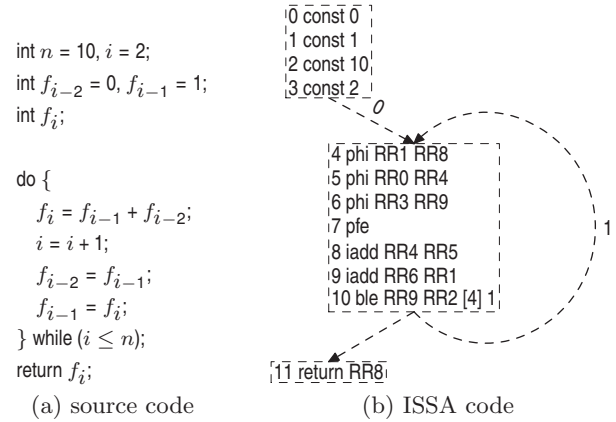 int n = 10, i = 2;
int f_{i−2} = 0, f_{i−1} = 1;
int f_i;
do {
f_i = f_{i−1} + f_{i−2};
i = i + 1;
f_{i−2} = f_{i−1};
f_{i−1} = f_i;
} while (i ≤ n);
return f_i;
(a) source code
0 const 0
1 const 1
2 const 10
3 const 2
0
4 phi RR1 RR8
5 phi RR0 RR4
6 phi RR3 RR9
7 pfe
8 iadd RR4 RR5
9 iadd RR6 RR1
10 ble RR9 RR2 [4] 1
1
11 return RR8
(b) ISSA code